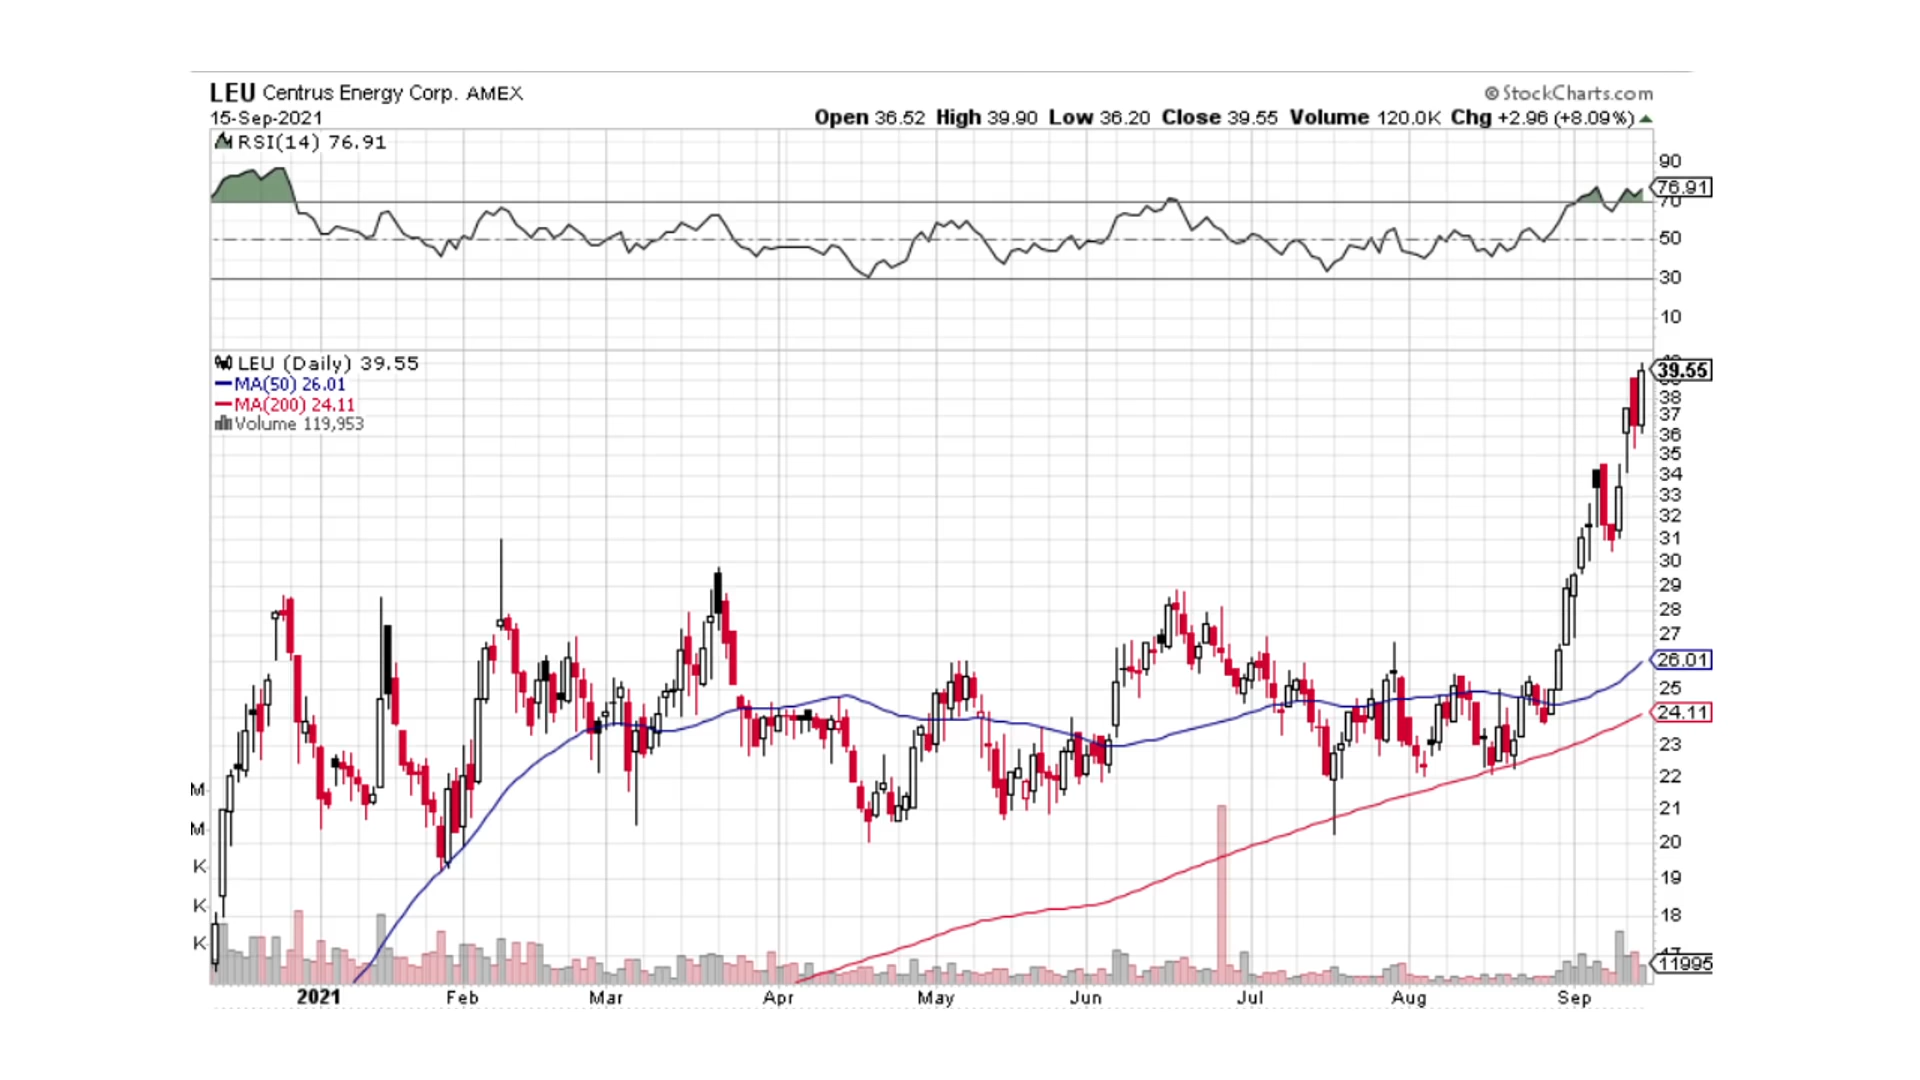 LEU Centrus Energy Corp. AMEX
© StockCharts.com
15-Sep-2021
Open 36.52 High 39.90 Low 36.20 Close 39.55 Volume 120.0K Chg +2.96 (+8.09%)
RSI(14) 76.91
90
76.91
70
50
30
10
LEU (Daily) 39.55
MA(50) 26.01
MA(200) 24.11
Volume 119,953
39.55
38
37
36
35
34
33
32
31
30
29
28
27
26.01
25
24.11
23
22
21
20
19
18
11995
M
M
K
K
K
2021 Feb Mar Apr May Jun Jul Aug Sep